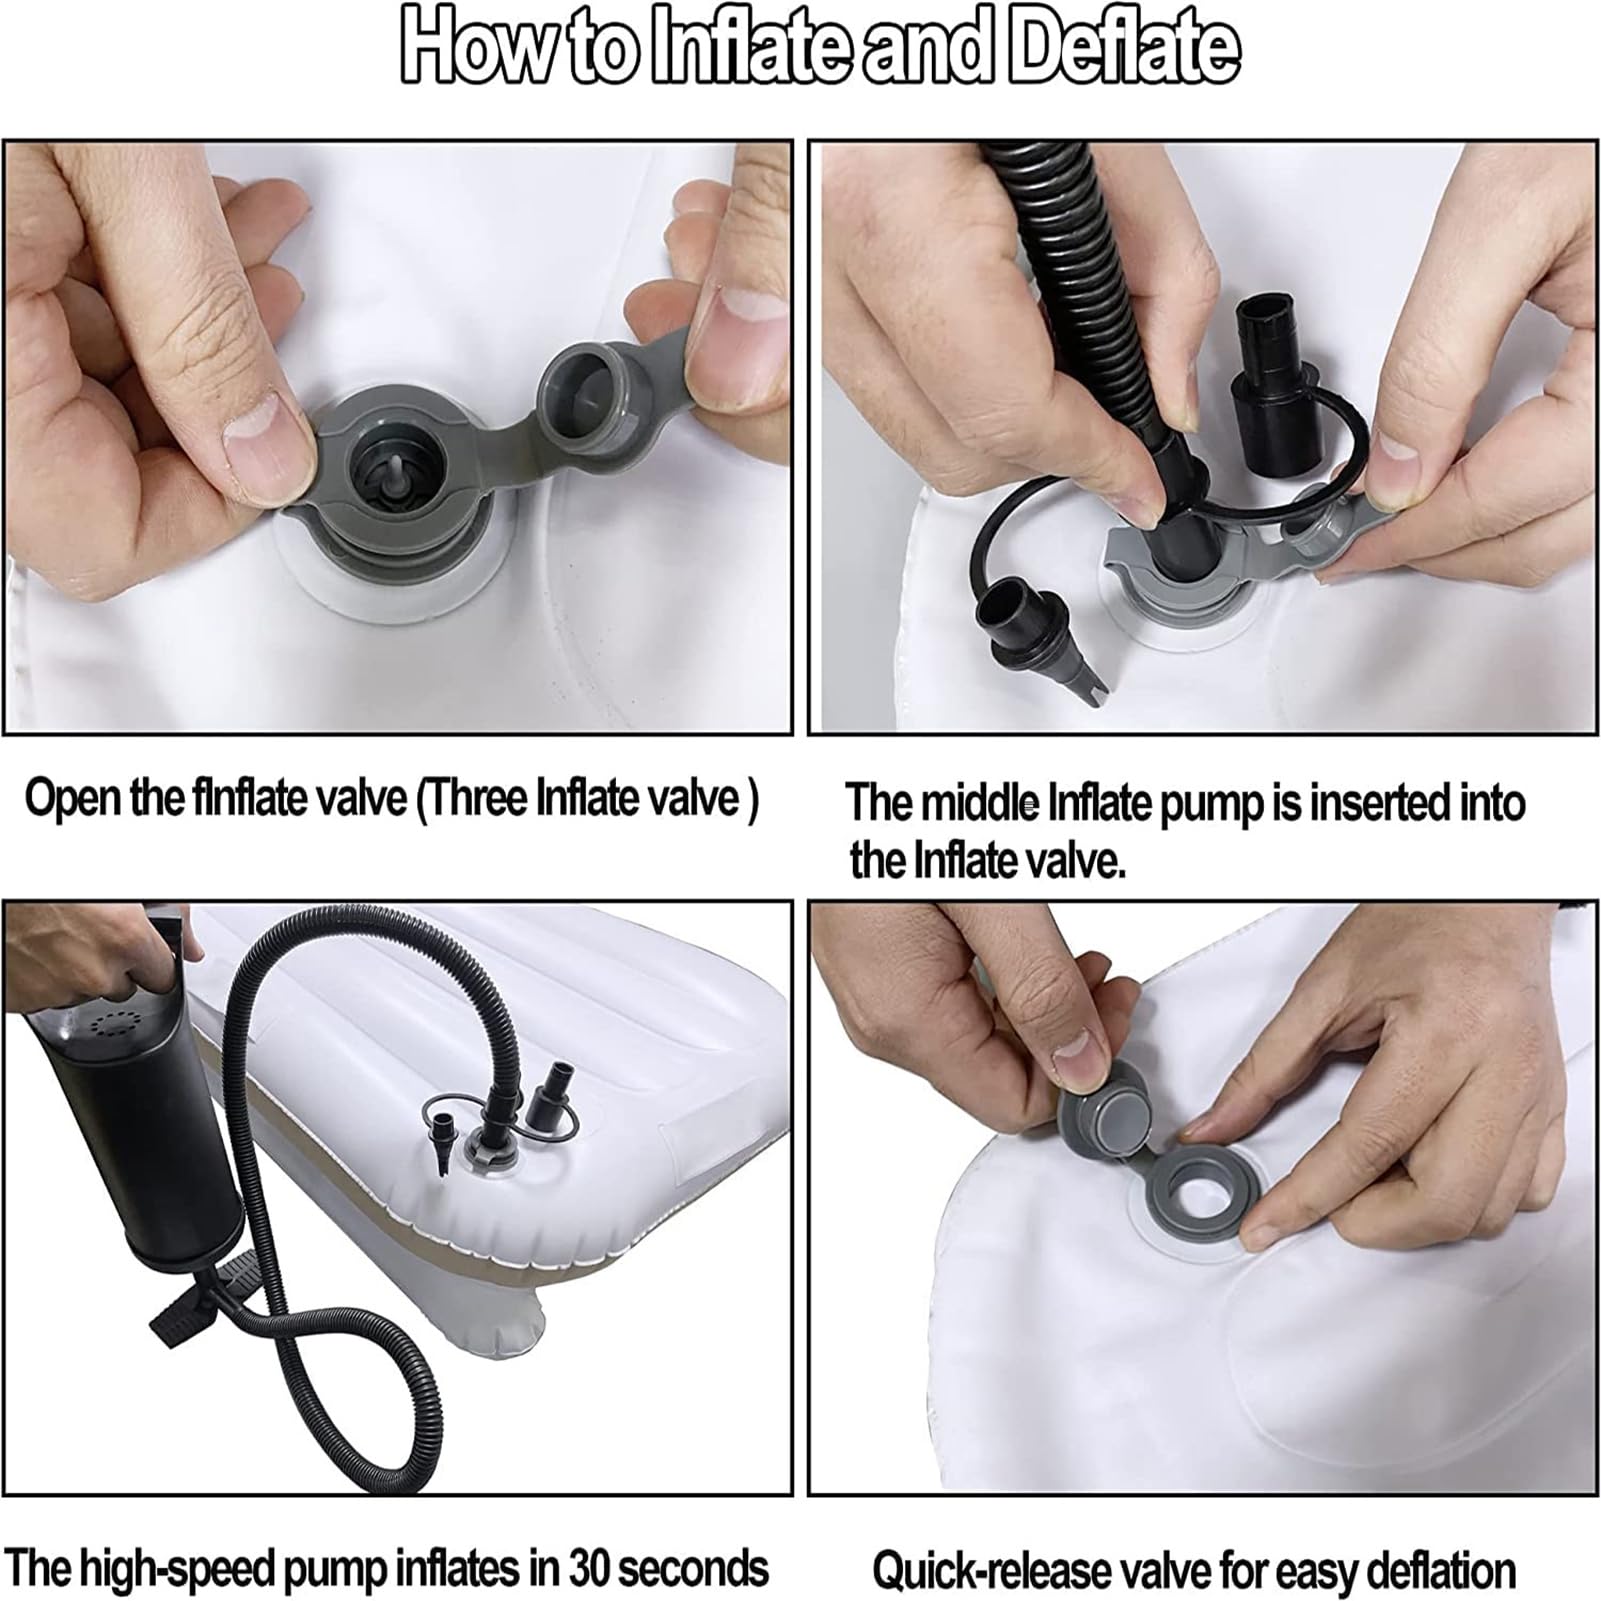 How to Inflate and Deflate
Open the fInflate valve (Three Inflate valve )
The middle Inflate pump is inserted into
the Inflate valve.
The high-speed pump inflates in 30 seconds
Quick-release valve for easy deflation